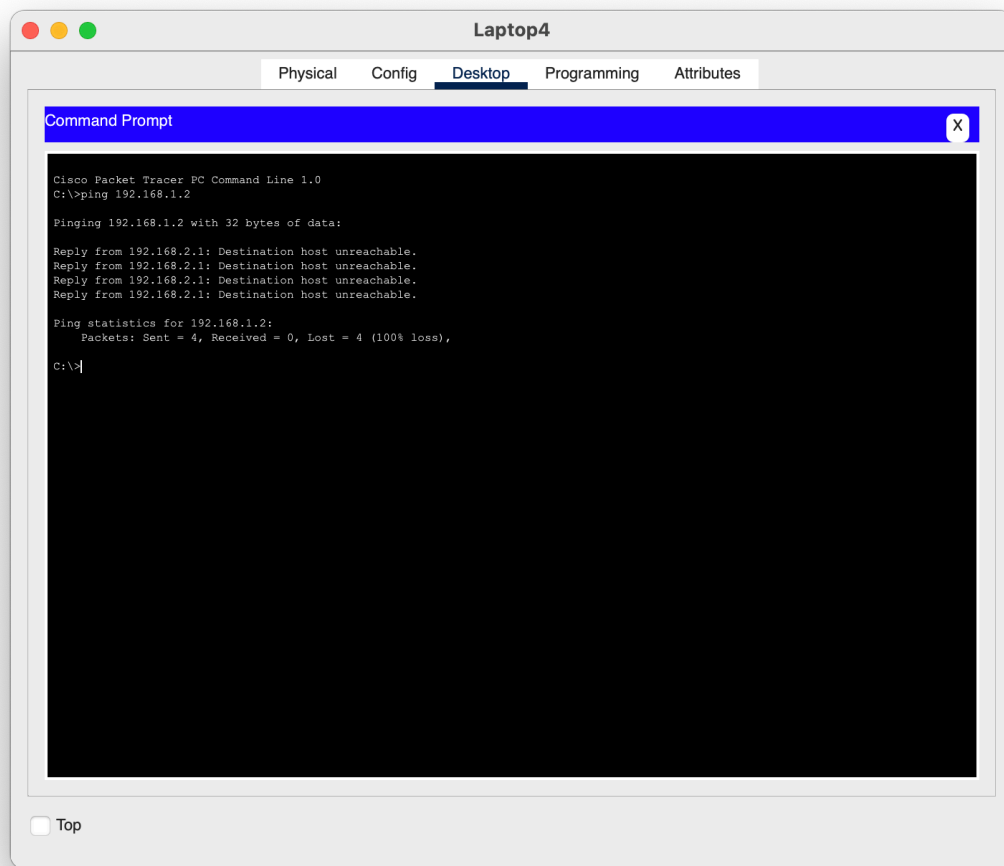 Laptop4
Physical Config Desktop Programming Attributes
Command Prompt
X
Cisco Packet Tracer PC Command Line 1.0
C:\>ping 192.168.1.2
Pinging 192.168.1.2 with 32 bytes of data:
Reply from 192.168.2.1: Destination host unreachable.
Reply from 192.168.2.1: Destination host unreachable.
Reply from 192.168.2.1: Destination host unreachable.
Reply from 192.168.2.1: Destination host unreachable.
Ping statistics for 192.168.1.2:
Packets: Sent = 4, Received = 0, Lost = 4 (100% loss),
C:\>
Top